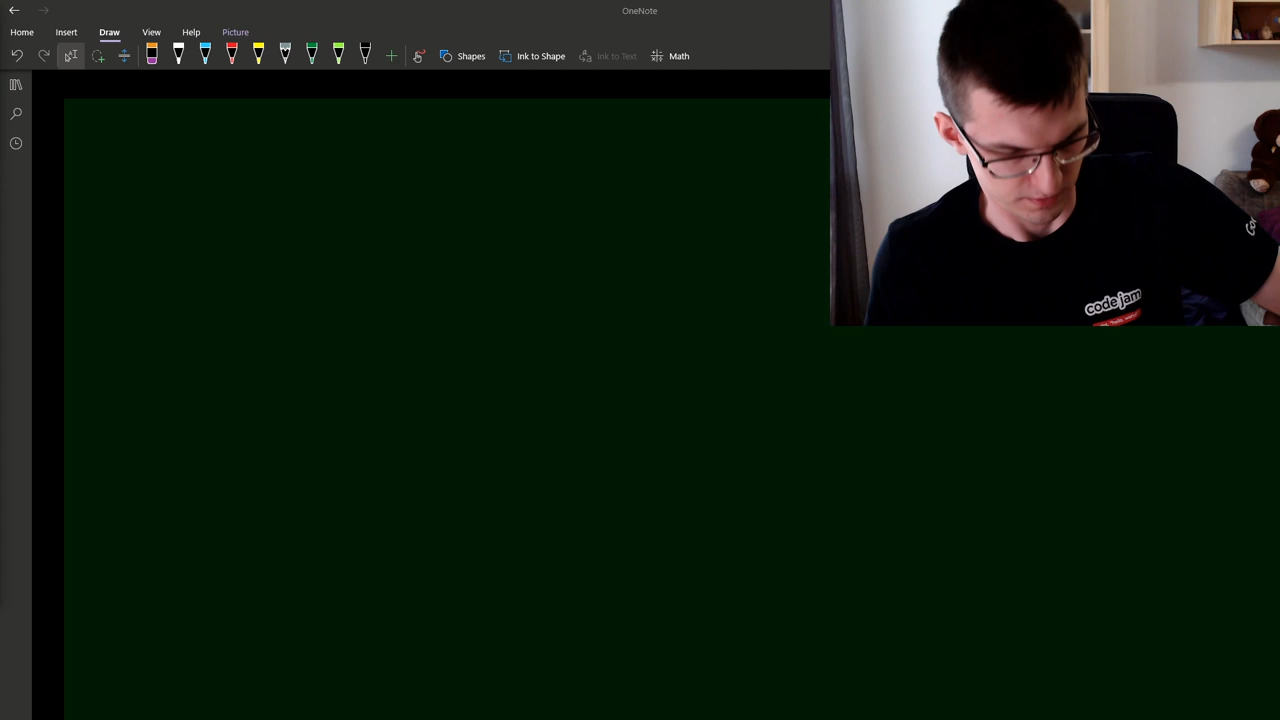 OneNote
Home Insert Draw View Help Picture
Shapes Ink to Shape Ink to Text Math
code jam